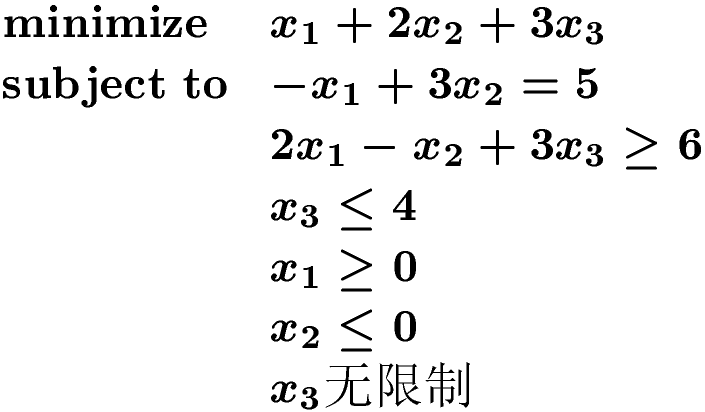 minimize x₁ + 2x₂ + 3x₃
subject to −x₁ + 3x₂ = 5
2x₁ − x₂ + 3x₃ ≥ 6
x₃ ≤ 4
x₁ ≥ 0
x₂ ≤ 0
x₃无限制